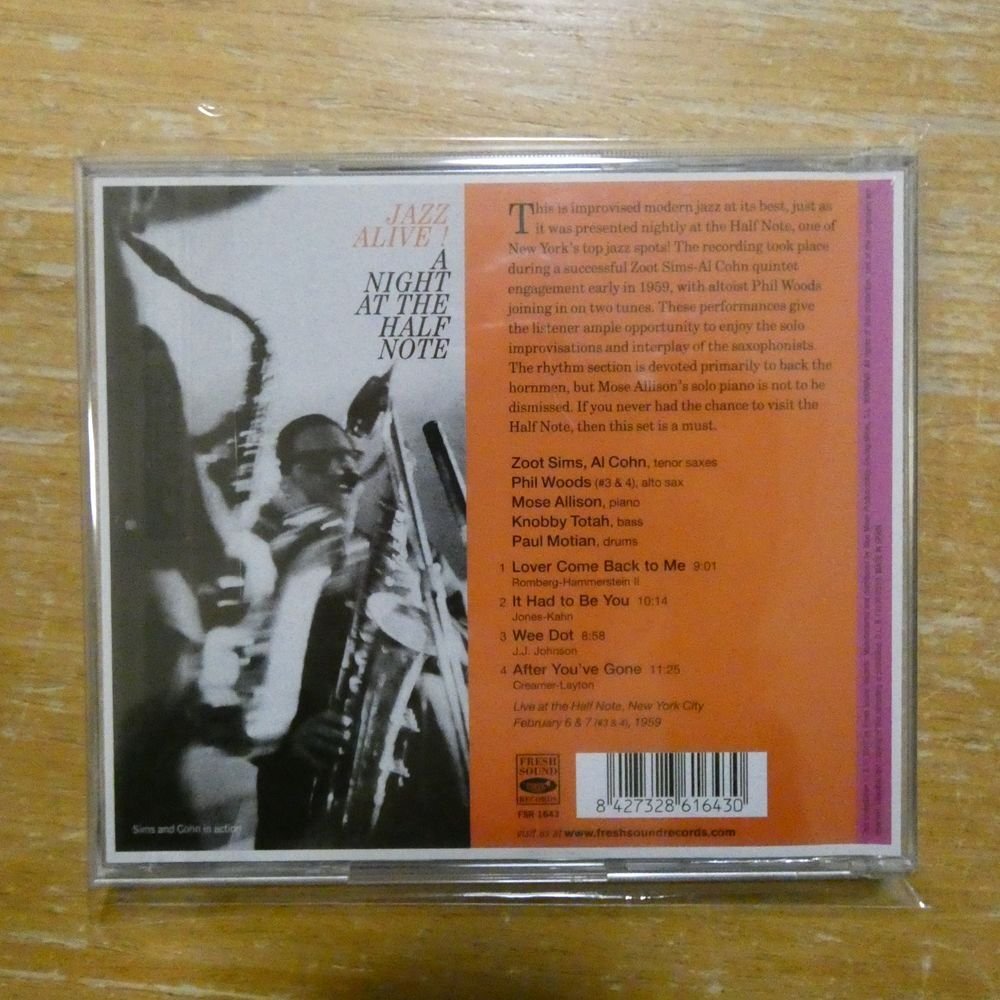 JAZZ
ALIVE !
A
NIGHT
AT THE
HALF
NOTE
Sims and Cohn in action
This is improvised modern jazz at its best, just as
it was presented nightly at the Half Note, one of
New York's top jazz spots! The recording took place
during a successful Zoot Sims-Al Cohn quintet
engagement early in 1959, with altoist Phil Woods
joining in on two tunes. These performances give
the listener ample opportunity to enjoy the solo
improvisations and interplay of the saxophonists.
The rhythm section is devoted primarily to back the
hornmen, but Mose Allison's solo piano is not to be
dismissed. If you never had the chance to visit the
Half Note, then this set is a must.
Zoot Sims, Al Cohn, tenor saxes
Phil Woods (#3 & 4), alto sax
Mose Allison, piano
Knobby Totah, bass
Paul Motian, drums
1 Lover Come Back to Me 9:01
Romberg-Hammerstein II
2 It Had to Be You 10:14
Jones-Kahn
3 Wee Dot 8:58
J.J. Johnson
4 After You've Gone 11:25
Creamer-Layton
Live at the Half Note, New York City
February 6 & 7 (#3 & 4), 1959
FRESH
SOUND
RECORDS
FSR 1643
8 427328 616430
visit us at www.freshsoundrecords.com